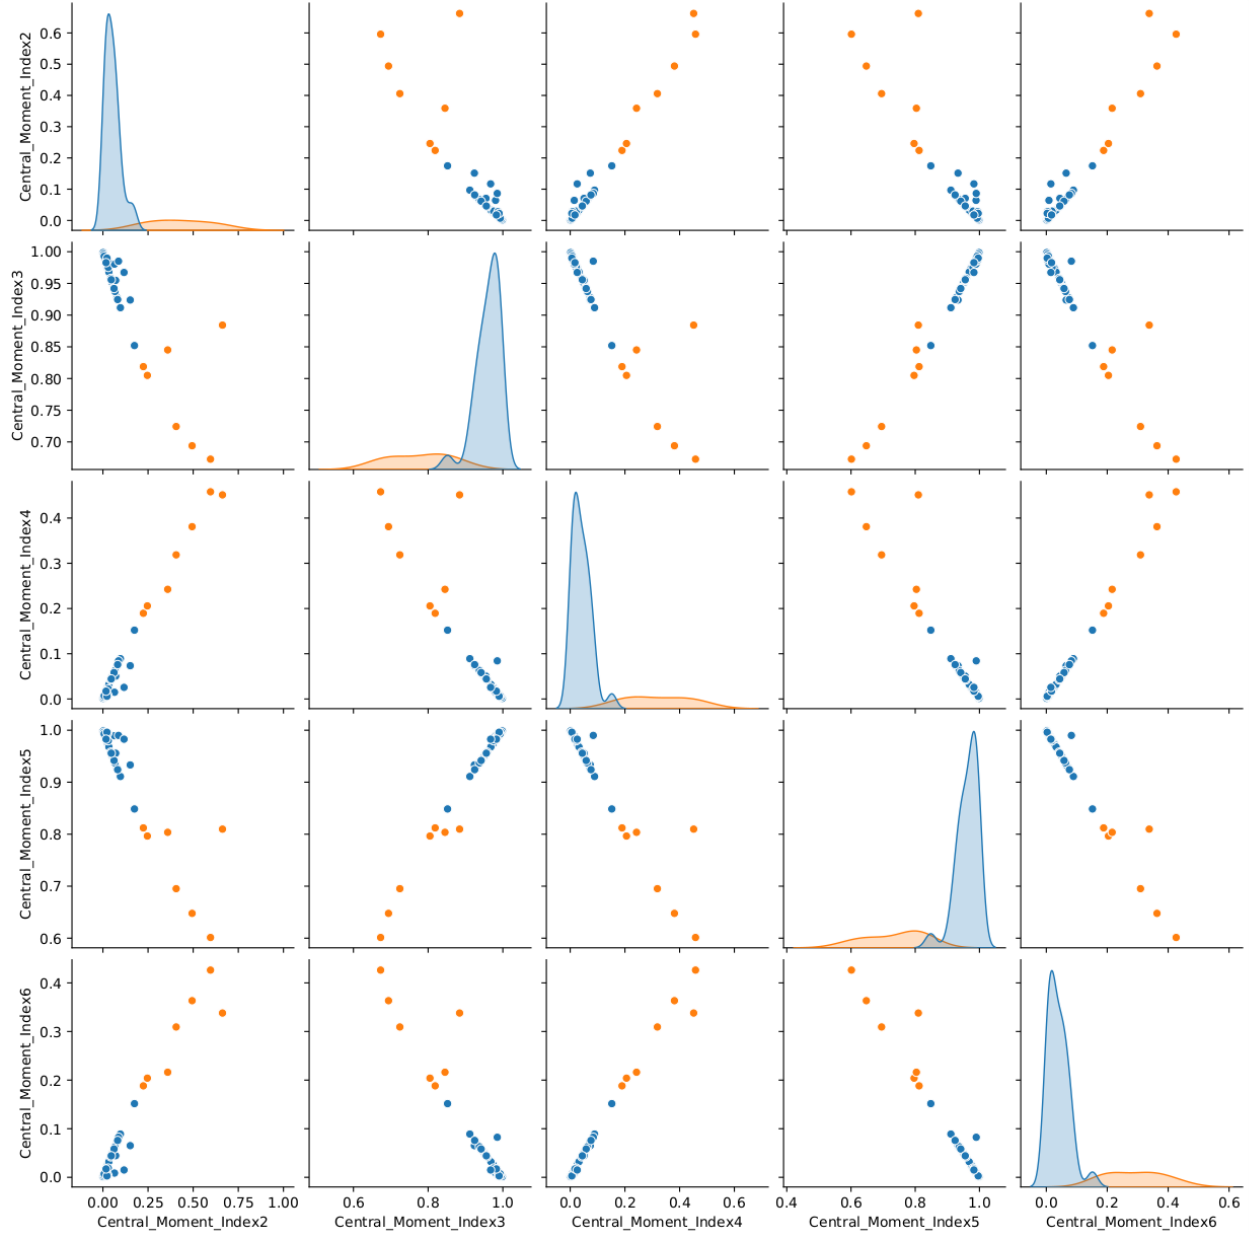 Central_Moment_Index2
0.6
0.5
0.4
0.3
0.2
0.1
0.0
Central_Moment_Index3
1.00
0.95
0.90
0.85
0.80
0.75
0.70
Central_Moment_Index4
0.4
0.3
0.2
0.1
0.0
Central_Moment_Index5
1.0
0.9
0.8
0.7
0.6
Central_Moment_Index6
0.4
0.3
0.2
0.1
0.0
0.00 0.25 0.50 0.75 1.00
Central_Moment_Index2
0.6 0.8 1.0
Central_Moment_Index3
0.0 0.2 0.4 0.6
Central_Moment_Index4
0.4 0.6 0.8 1.0
Central_Moment_Index5
0.0 0.2 0.4 0.6
Central_Moment_Index6